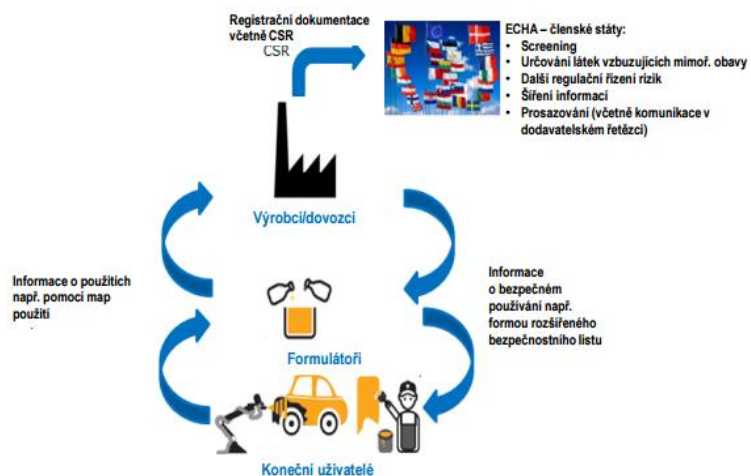 Registrační dokumentace
včetně CSR
CSR
ECHA – členské státy:
• Screening
• Určování látek vzbuzujících mimoř. obavy
• Další regulační řízení rizik
• Šíření informací
• Prosazování (včetně komunikace v
dodavatelském řetězci)
Výrobci/dovozci
Informace o použitích
např. pomocí map
použití
.
Informace
o bezpečném
používání např.
formou rozšířeného
bezpečnostního listu
Formulátoři
Koneční uživatelé